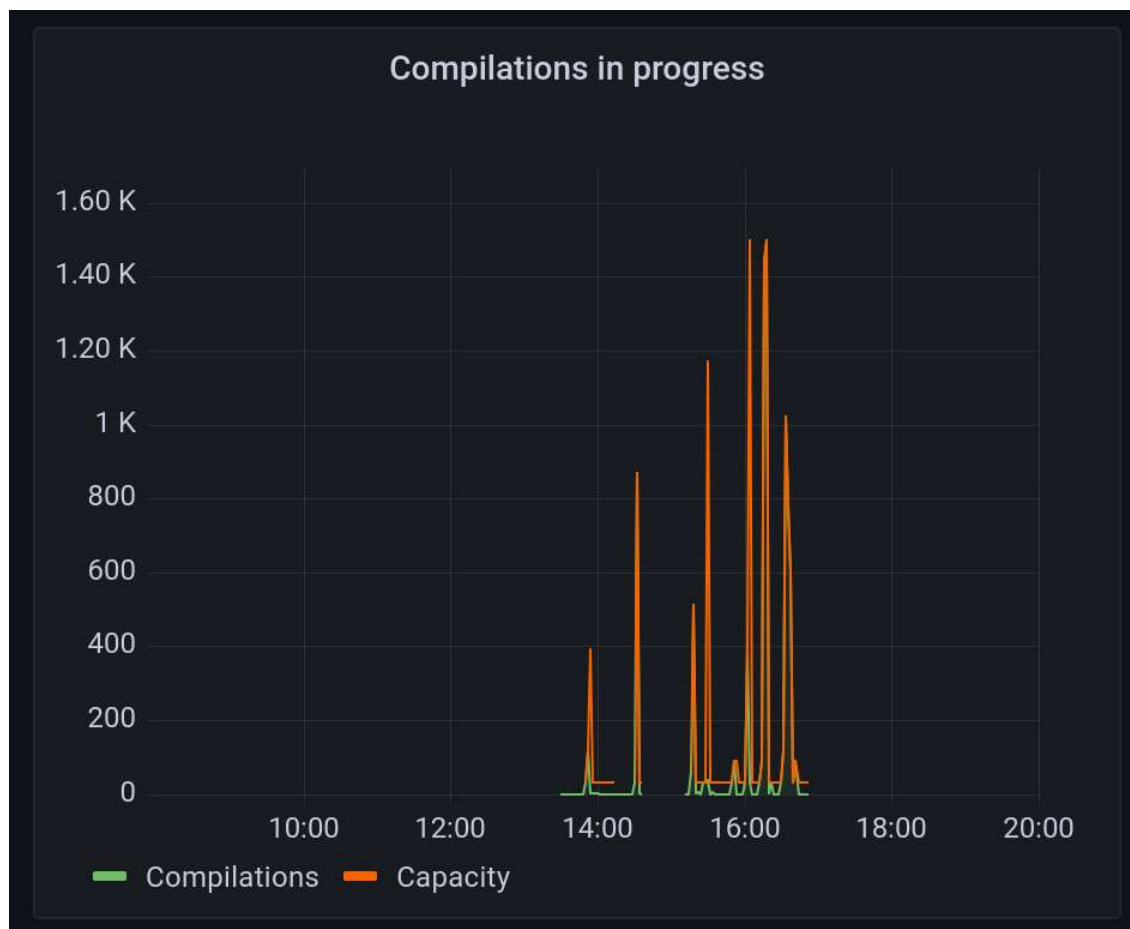 Compilations in progress
1.60 K
1.40 K
1.20 K
1 K
800
600
400
200
0
10:00 12:00 14:00 16:00 18:00 20:00
Compilations Capacity